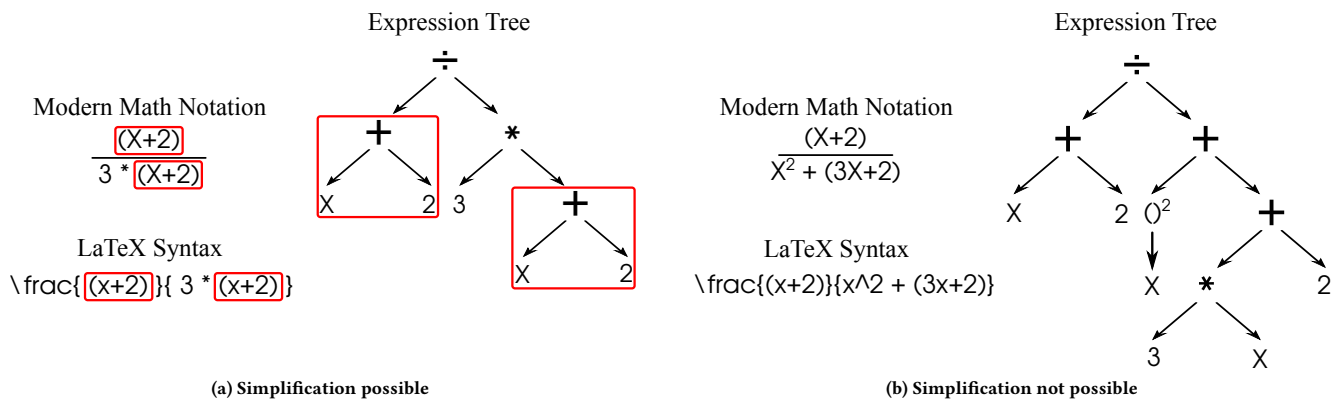 Expression Tree
÷
Modern Math Notation
+
*
(X+2)
3 * (X+2)
X
2
3
+
LaTeX Syntax
X
2
\frac{ (x+2) }{ 3 * (x+2) }
(a) Simplification possible
Expression Tree
÷
Modern Math Notation
+
+
(X+2)
X² + (3X+2)
X
2
()²
+
LaTeX Syntax
\frac{(x+2)}{x^2 + (3x+2)}
X
*
2
3
X
(b) Simplification not possible